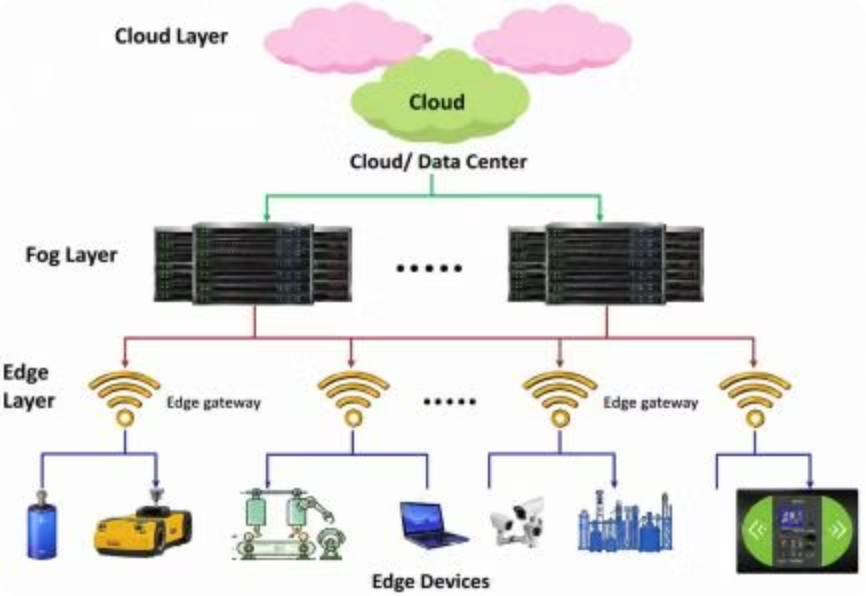 Cloud Layer
Cloud
Cloud/ Data Center
Fog Layer
Edge
Layer
Edge gateway
Edge gateway
Edge Devices